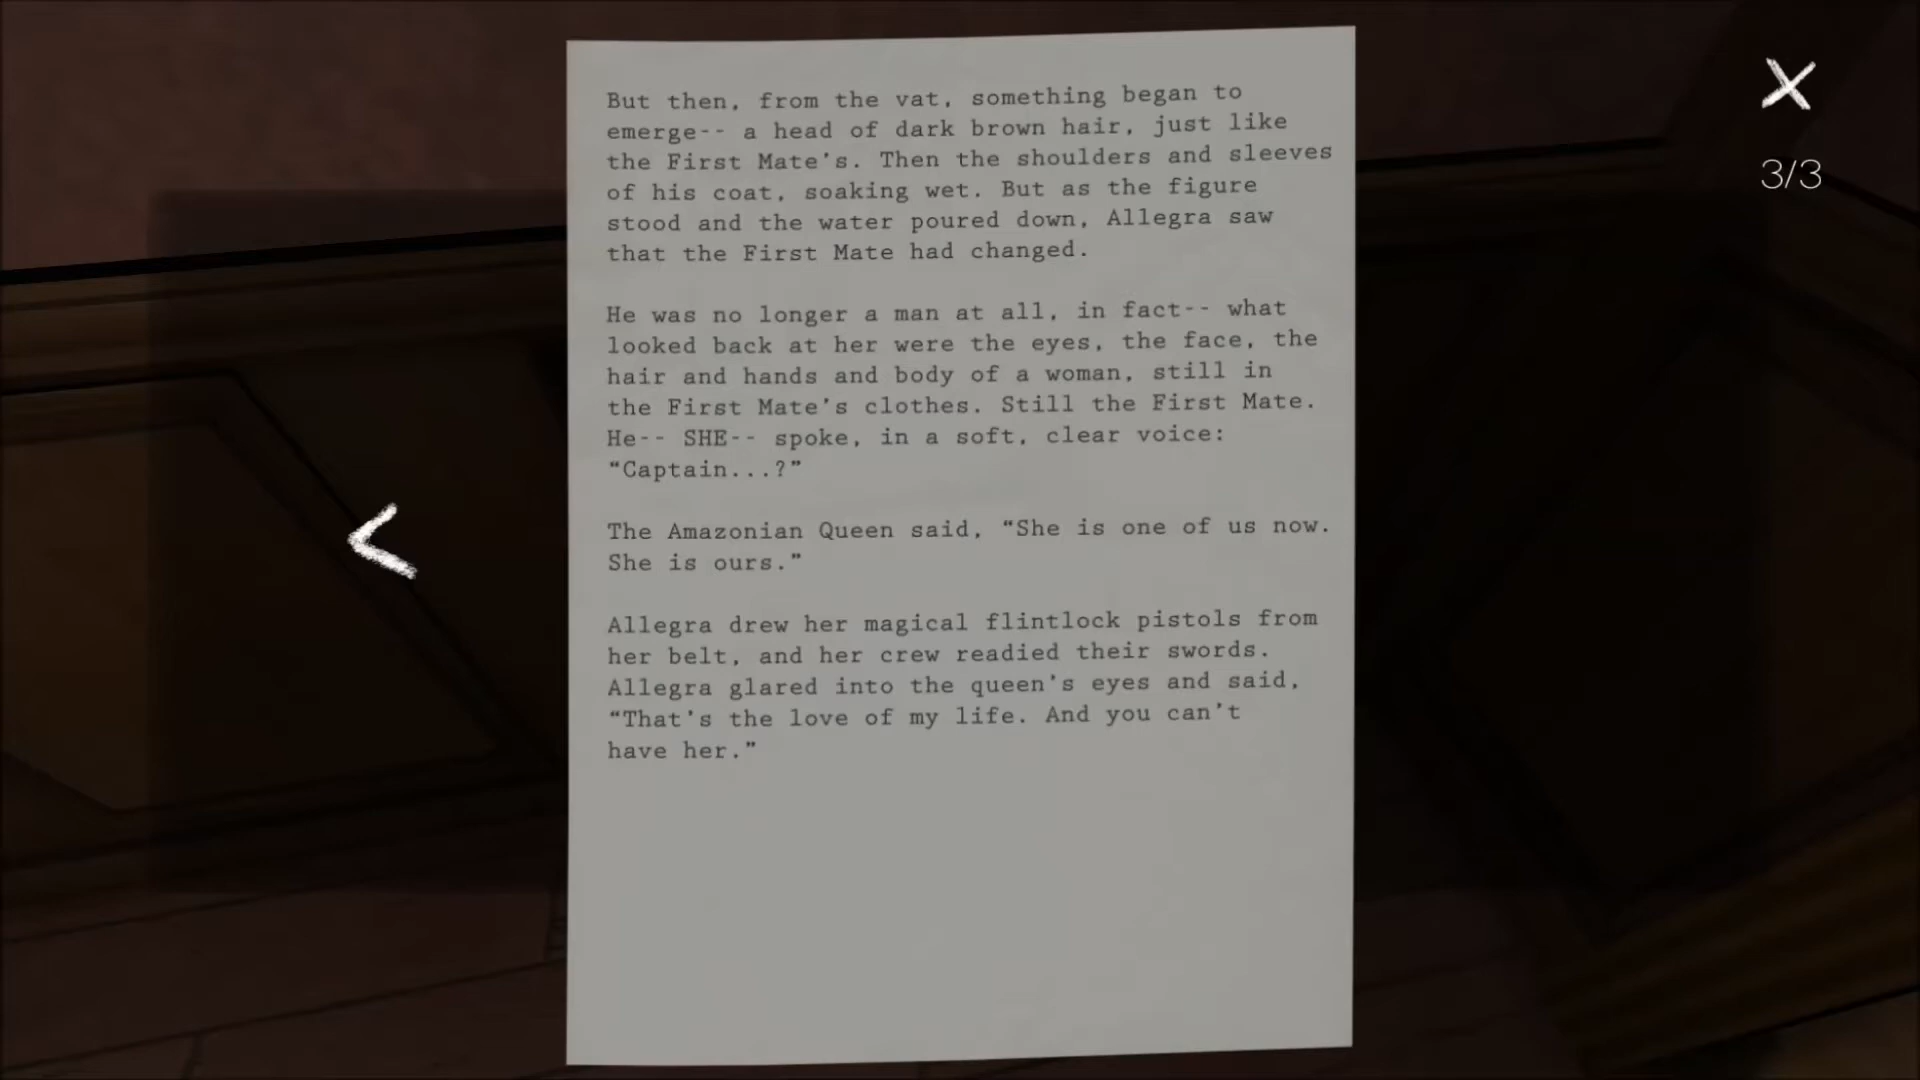 But then, from the vat, something began to
emerge-- a head of dark brown hair, just like
the First Mate's. Then the shoulders and sleeves
of his coat, soaking wet. But as the figure
stood and the water poured down, Allegra saw
that the First Mate had changed.
He was no longer a man at all, in fact-- what
looked back at her were the eyes, the face, the
hair and hands and body of a woman, still in
the First Mate's clothes. Still the First Mate.
He-- SHE-- spoke, in a soft, clear voice:
“Captain...?”
The Amazonian Queen said, “She is one of us now.
She is ours.”
Allegra drew her magical flintlock pistols from
her belt, and her crew readied their swords.
Allegra glared into the queen's eyes and said,
“That's the love of my life. And you can't
have her.”
3/3